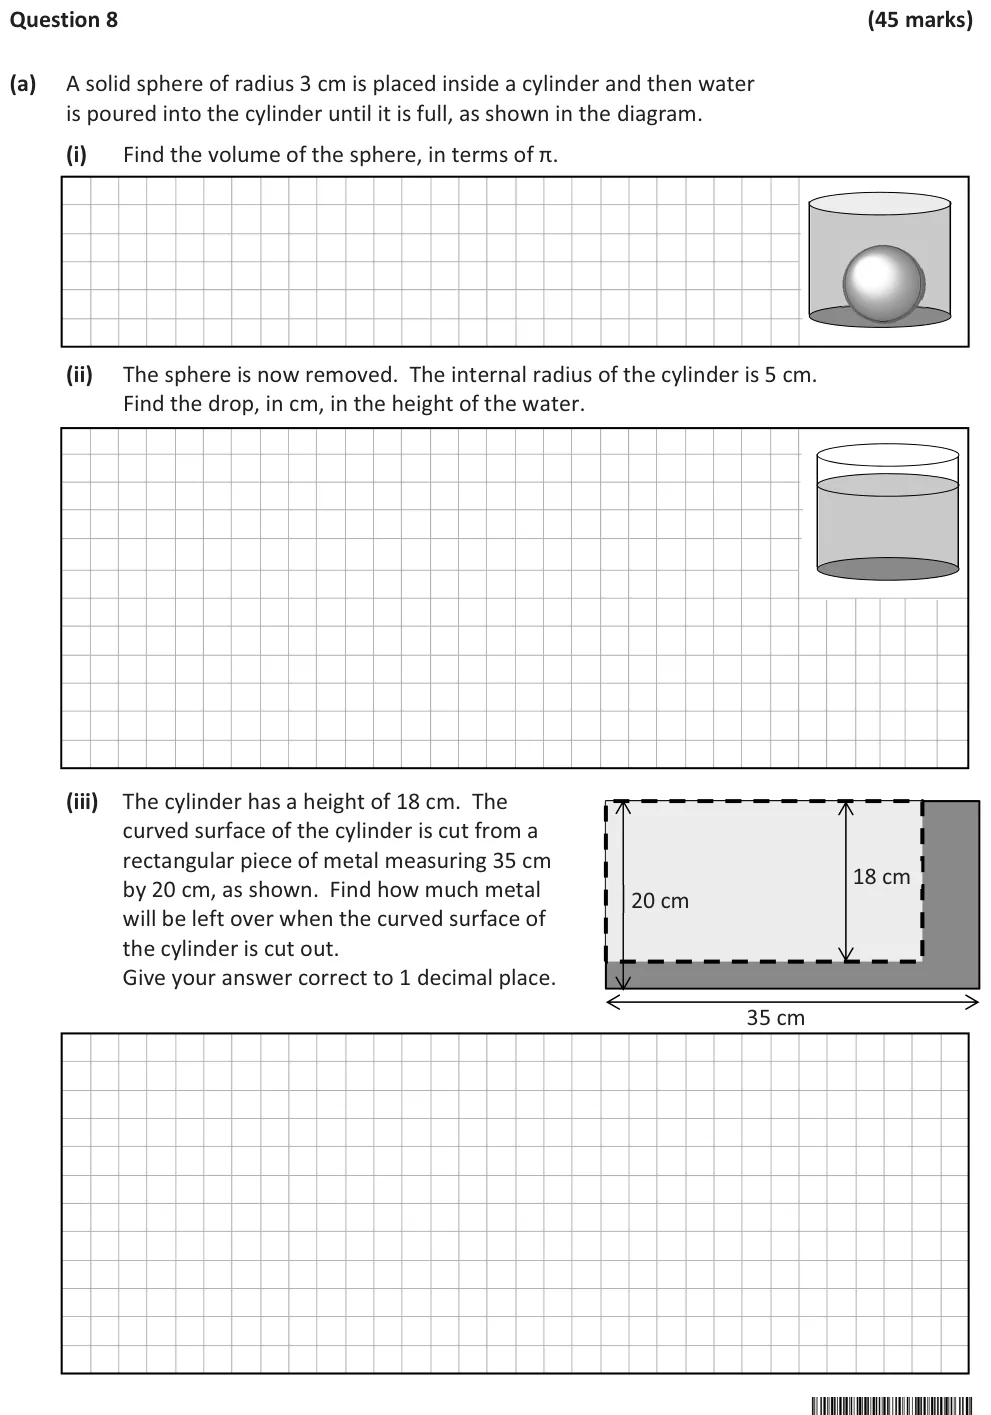 Question 8 (45 marks)
(a) A solid sphere of radius 3 cm is placed inside a cylinder and then water
is poured into the cylinder until it is full, as shown in the diagram.
(i) Find the volume of the sphere, in terms of π.
(ii) The sphere is now removed. The internal radius of the cylinder is 5 cm.
Find the drop, in cm, in the height of the water.
(iii) The cylinder has a height of 18 cm. The
curved surface of the cylinder is cut from a
rectangular piece of metal measuring 35 cm
by 20 cm, as shown. Find how much metal
will be left over when the curved surface of
the cylinder is cut out.
Give your answer correct to 1 decimal place.
18 cm
20 cm
35 cm